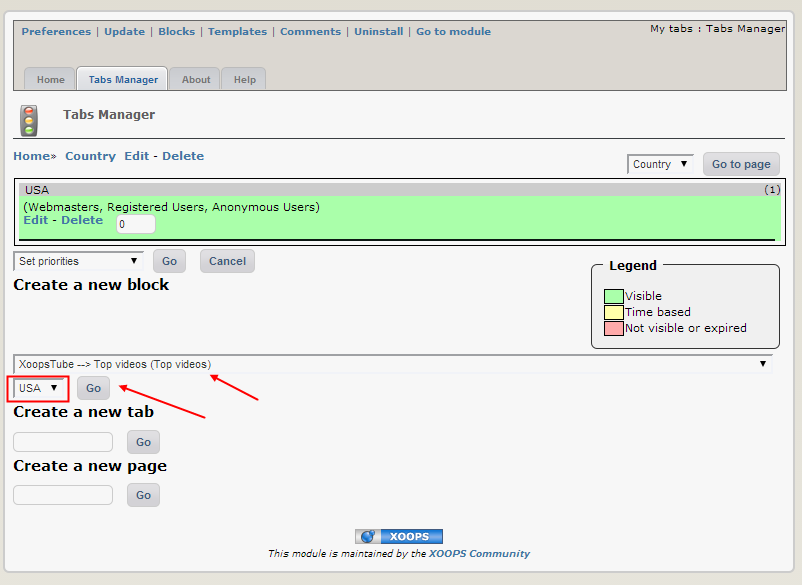 Preferences | Update | Blocks | Templates | Comments | Uninstall | Go to module
My tabs : Tabs Manager
Home Tabs Manager About Help
Tabs Manager
Home» Country Edit - Delete
Country Go to page
USA (1)
(Webmasters, Registered Users, Anonymous Users)
Edit - Delete 0
Set priorities Go Cancel
Legend
Create a new block
Visible
Time based
Not visible or expired
XoopsTube --> Top videos (Top videos)
USA Go
Create a new tab
Go
Create a new page
Go
XOOPS
This module is maintained by the XOOPS Community